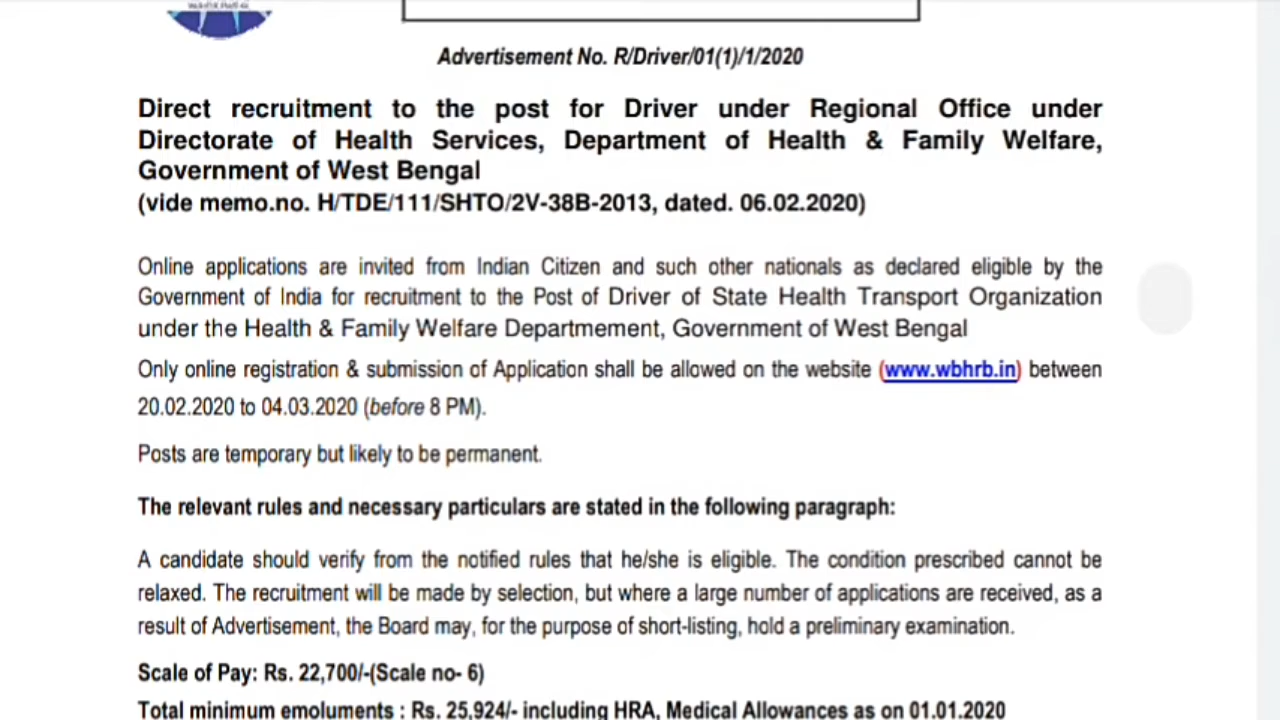 Advertisement No. R/Driver/01(1)/1/2020
Direct recruitment to the post for Driver under Regional Office under
Directorate of Health Services, Department of Health & Family Welfare,
Government of West Bengal
(vide memo.no. H/TDE/111/SHTO/2V-38B-2013, dated. 06.02.2020)
Online applications are invited from Indian Citizen and such other nationals as declared eligible by the
Government of India for recruitment to the Post of Driver of State Health Transport Organization
under the Health & Family Welfare Departmement, Government of West Bengal
Only online registration & submission of Application shall be allowed on the website (www.wbhrb.in) between
20.02.2020 to 04.03.2020 (before 8 PM).
Posts are temporary but likely to be permanent.
The relevant rules and necessary particulars are stated in the following paragraph:
A candidate should verify from the notified rules that he/she is eligible. The condition prescribed cannot be
relaxed. The recruitment will be made by selection, but where a large number of applications are received, as a
result of Advertisement, the Board may, for the purpose of short-listing, hold a preliminary examination.
Scale of Pay: Rs. 22,700/-(Scale no- 6)
Total minimum emoluments : Rs. 25,924/- including HRA, Medical Allowances as on 01.01.2020